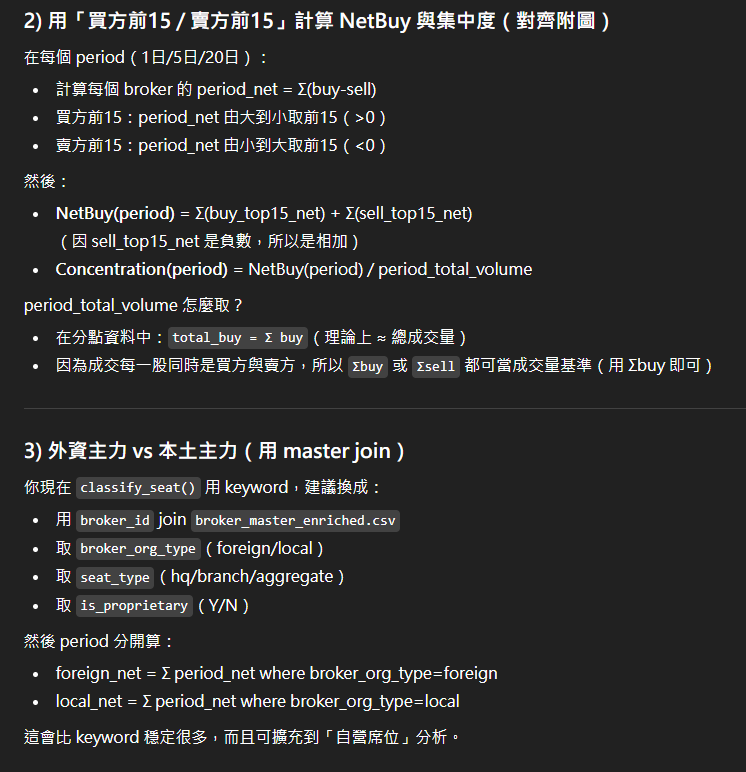 2) 用「買方前15 / 賣方前15」計算 NetBuy 與集中度（對齊附圖）
在每個 period（1日/5日/20日）：
• 計算每個 broker 的 period_net = Σ(buy-sell)
• 買方前15：period_net 由大到小取前15（>0）
• 賣方前15：period_net 由小到大取前15（<0）
然後：
• NetBuy(period) = Σ(buy_top15_net) + Σ(sell_top15_net)
（因 sell_top15_net 是負數，所以是相加）
• Concentration(period) = NetBuy(period) / period_total_volume
period_total_volume 怎麼取？
• 在分點資料中：total_buy = Σ buy（理論上 ≈ 總成交量）
• 因為成交每一股同時是買方與賣方，所以 Σbuy 或 Σsell 都可當成交量基準（用 Σbuy 即可）
3) 外資主力 vs 本土主力（用 master join）
你現在 classify_seat() 用 keyword，建議換成：
• 用 broker_id join broker_master_enriched.csv
• 取 broker_org_type（foreign/local）
• 取 seat_type（hq/branch/aggregate）
• 取 is_proprietary（Y/N）
然後 period 分開算：
• foreign_net = Σ period_net where broker_org_type=foreign
• local_net = Σ period_net where broker_org_type=local
這會比 keyword 穩定很多，而且可擴充到「自營席位」分析。